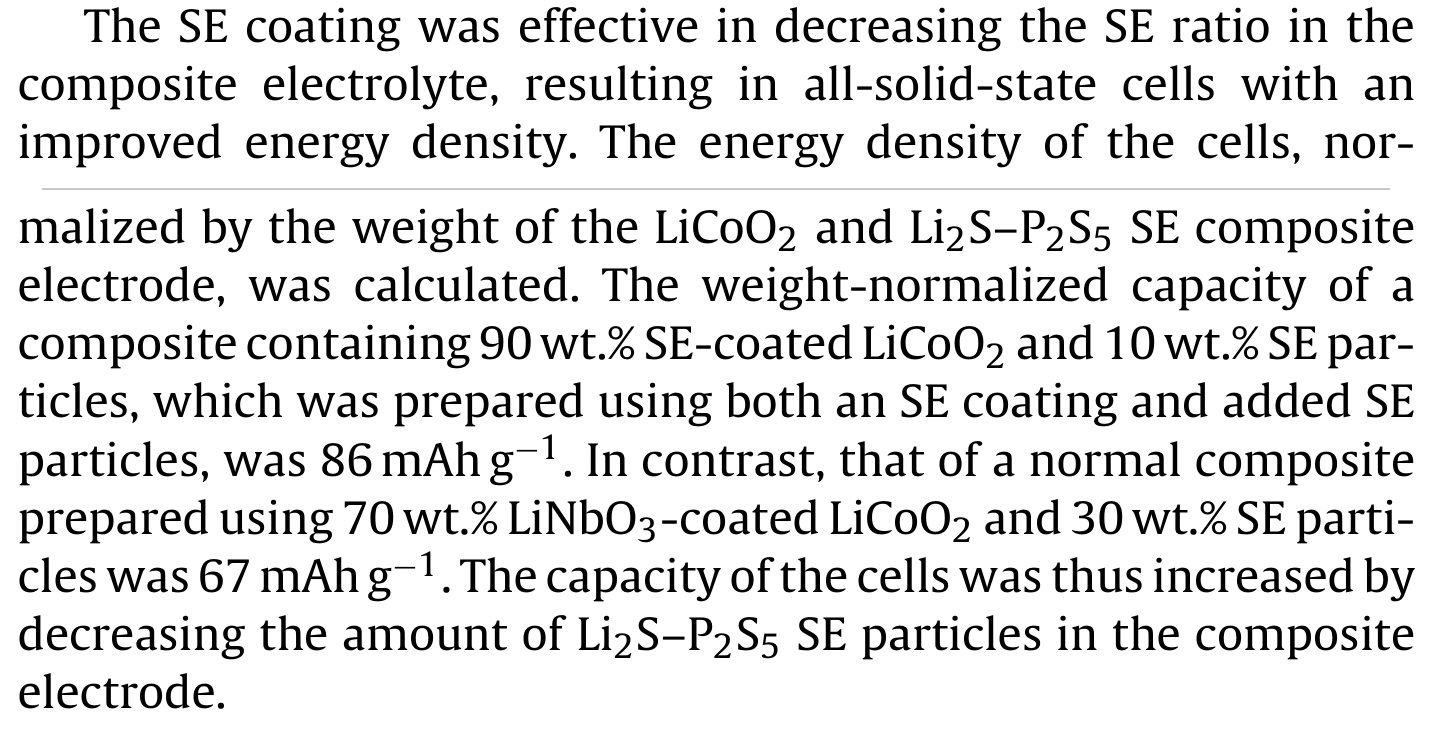 The SE coating was effective in decreasing the SE ratio in the
composite electrolyte, resulting in all-solid-state cells with an
improved energy density. The energy density of the cells, nor-
malized by the weight of the LiCoO₂ and Li₂S–P₂S₅ SE composite
electrode, was calculated. The weight-normalized capacity of a
composite containing 90 wt.% SE-coated LiCoO₂ and 10 wt.% SE par-
ticles, which was prepared using both an SE coating and added SE
particles, was 86 mAh g⁻¹. In contrast, that of a normal composite
prepared using 70 wt.% LiNbO₃-coated LiCoO₂ and 30 wt.% SE parti-
cles was 67 mAh g⁻¹. The capacity of the cells was thus increased by
decreasing the amount of Li₂S–P₂S₅ SE particles in the composite
electrode.